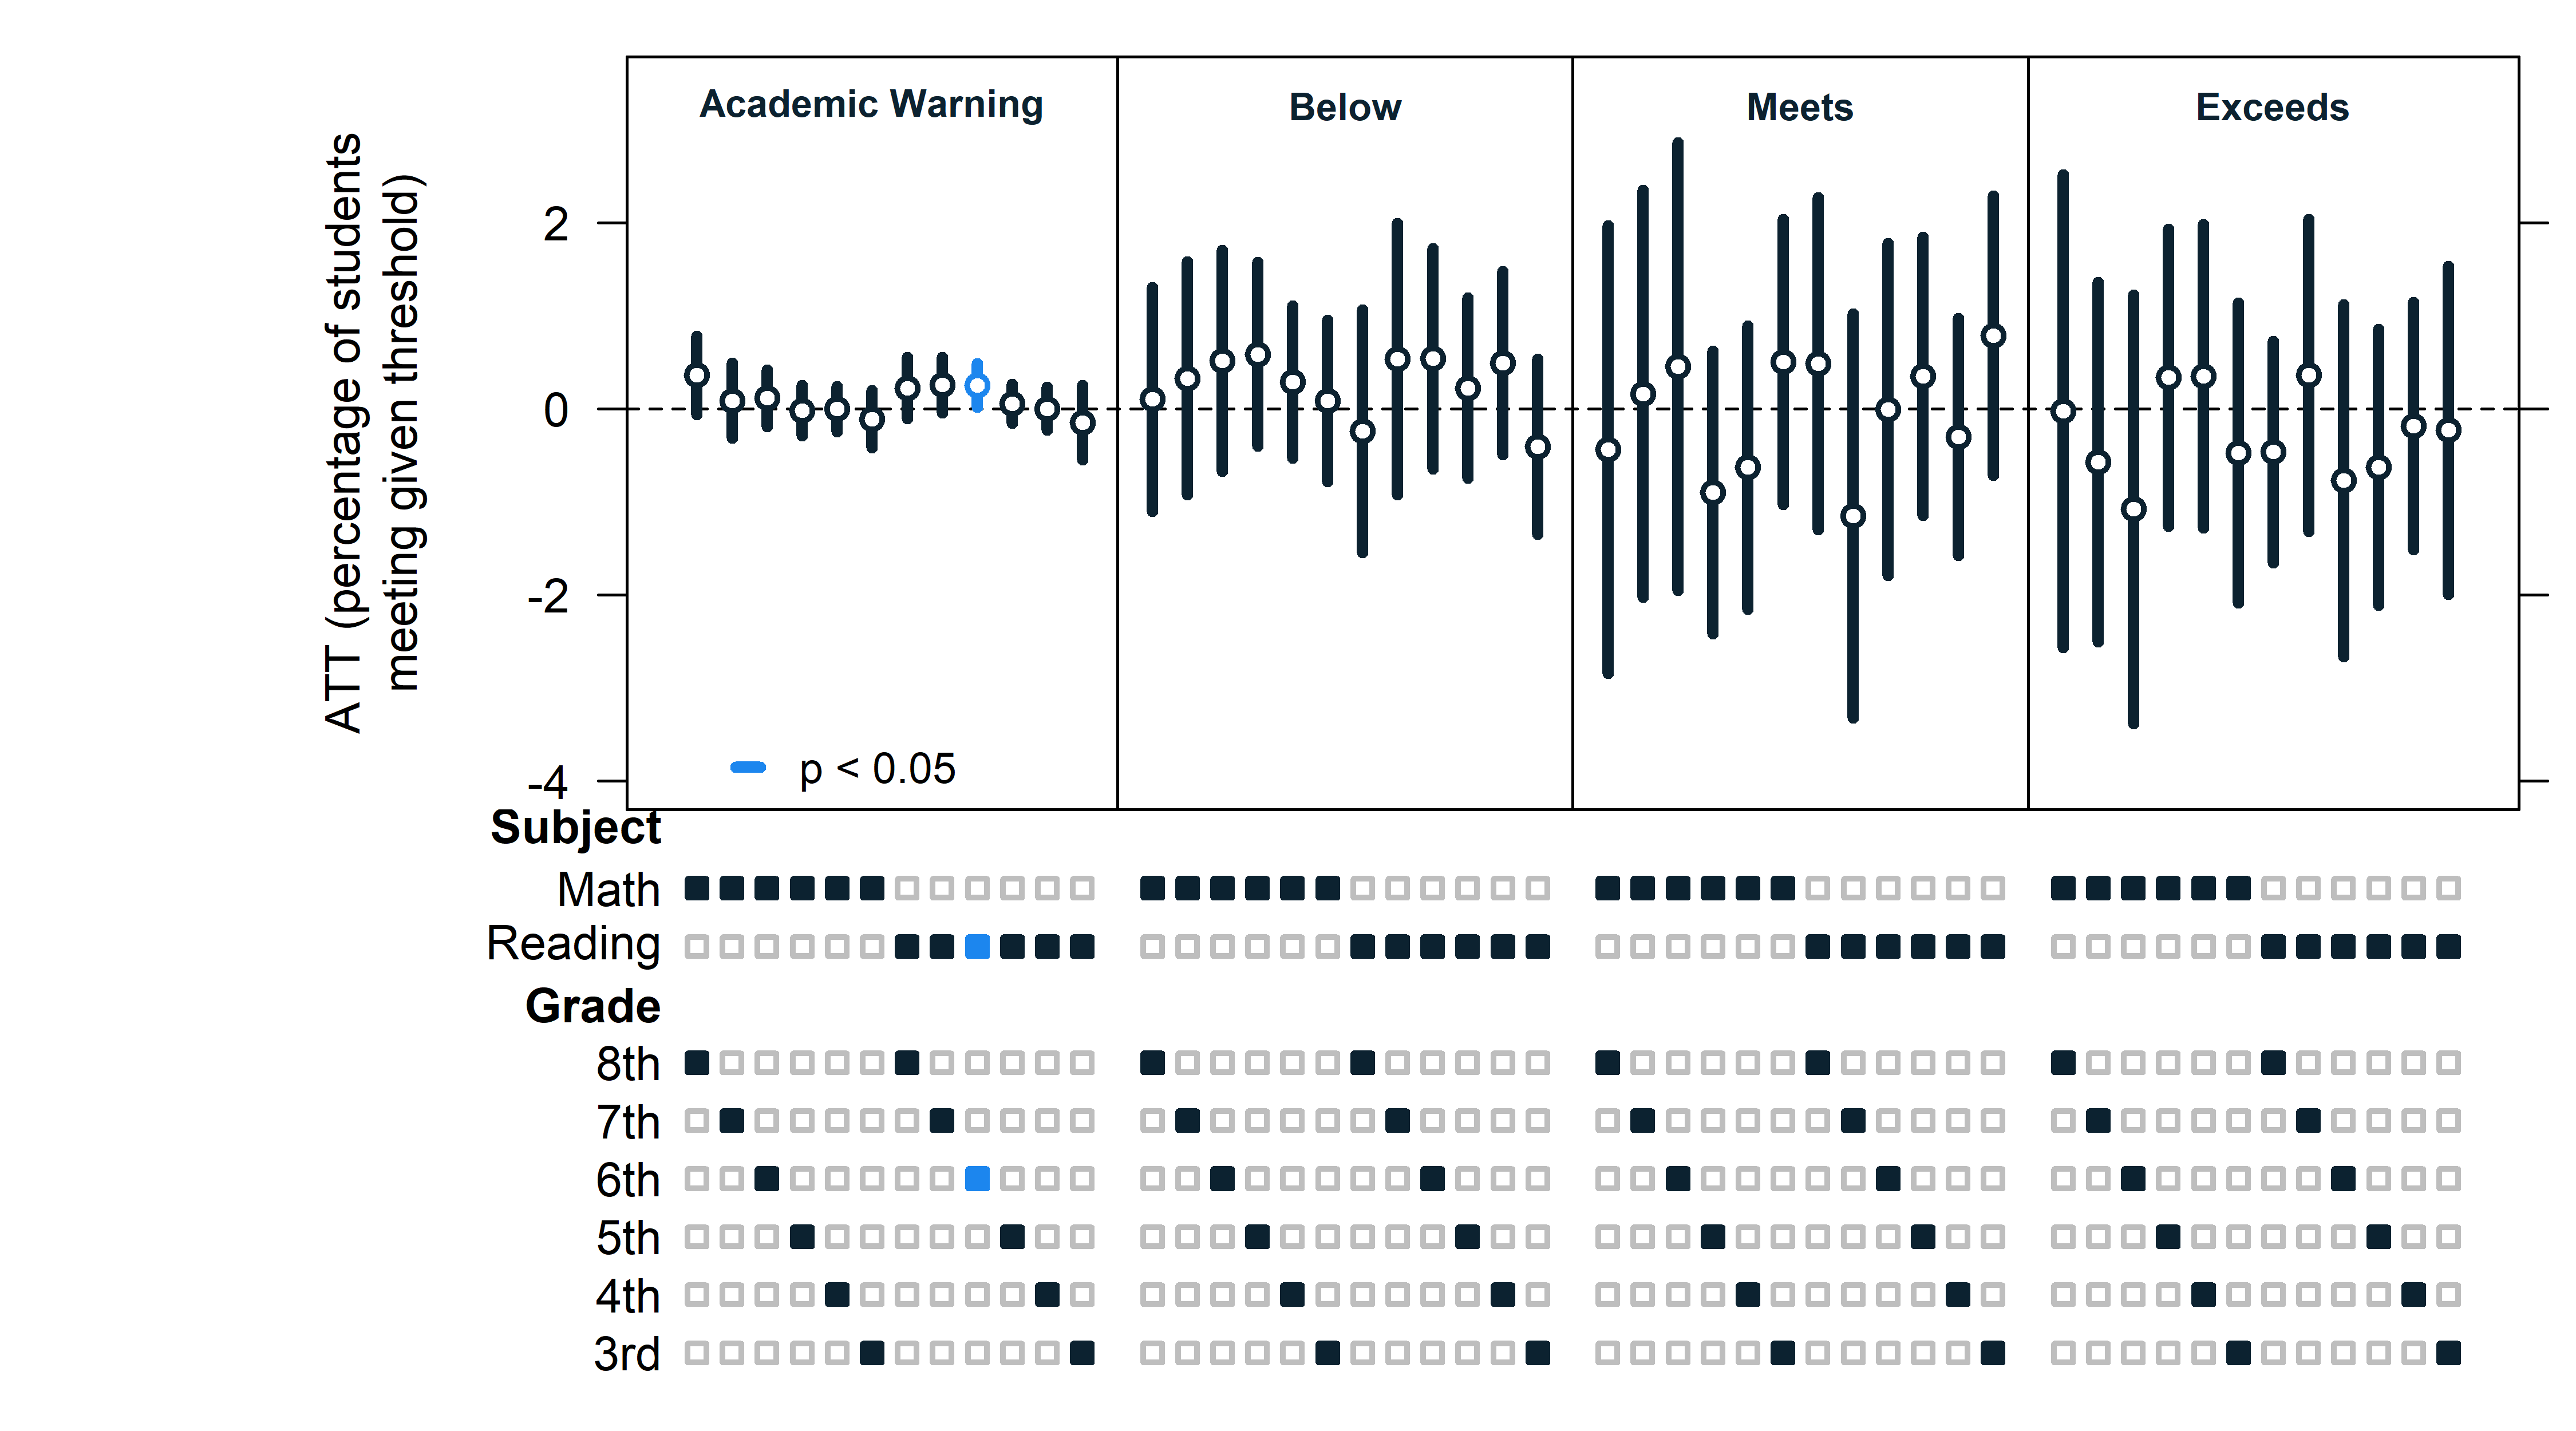 Academic Warning
Below
Meets
Exceeds
ATT (percentage of students
meeting given threshold)
2
0
-2
-4
p < 0.05
Subject
Math
Reading
Grade
8th
7th
6th
5th
4th
3rd